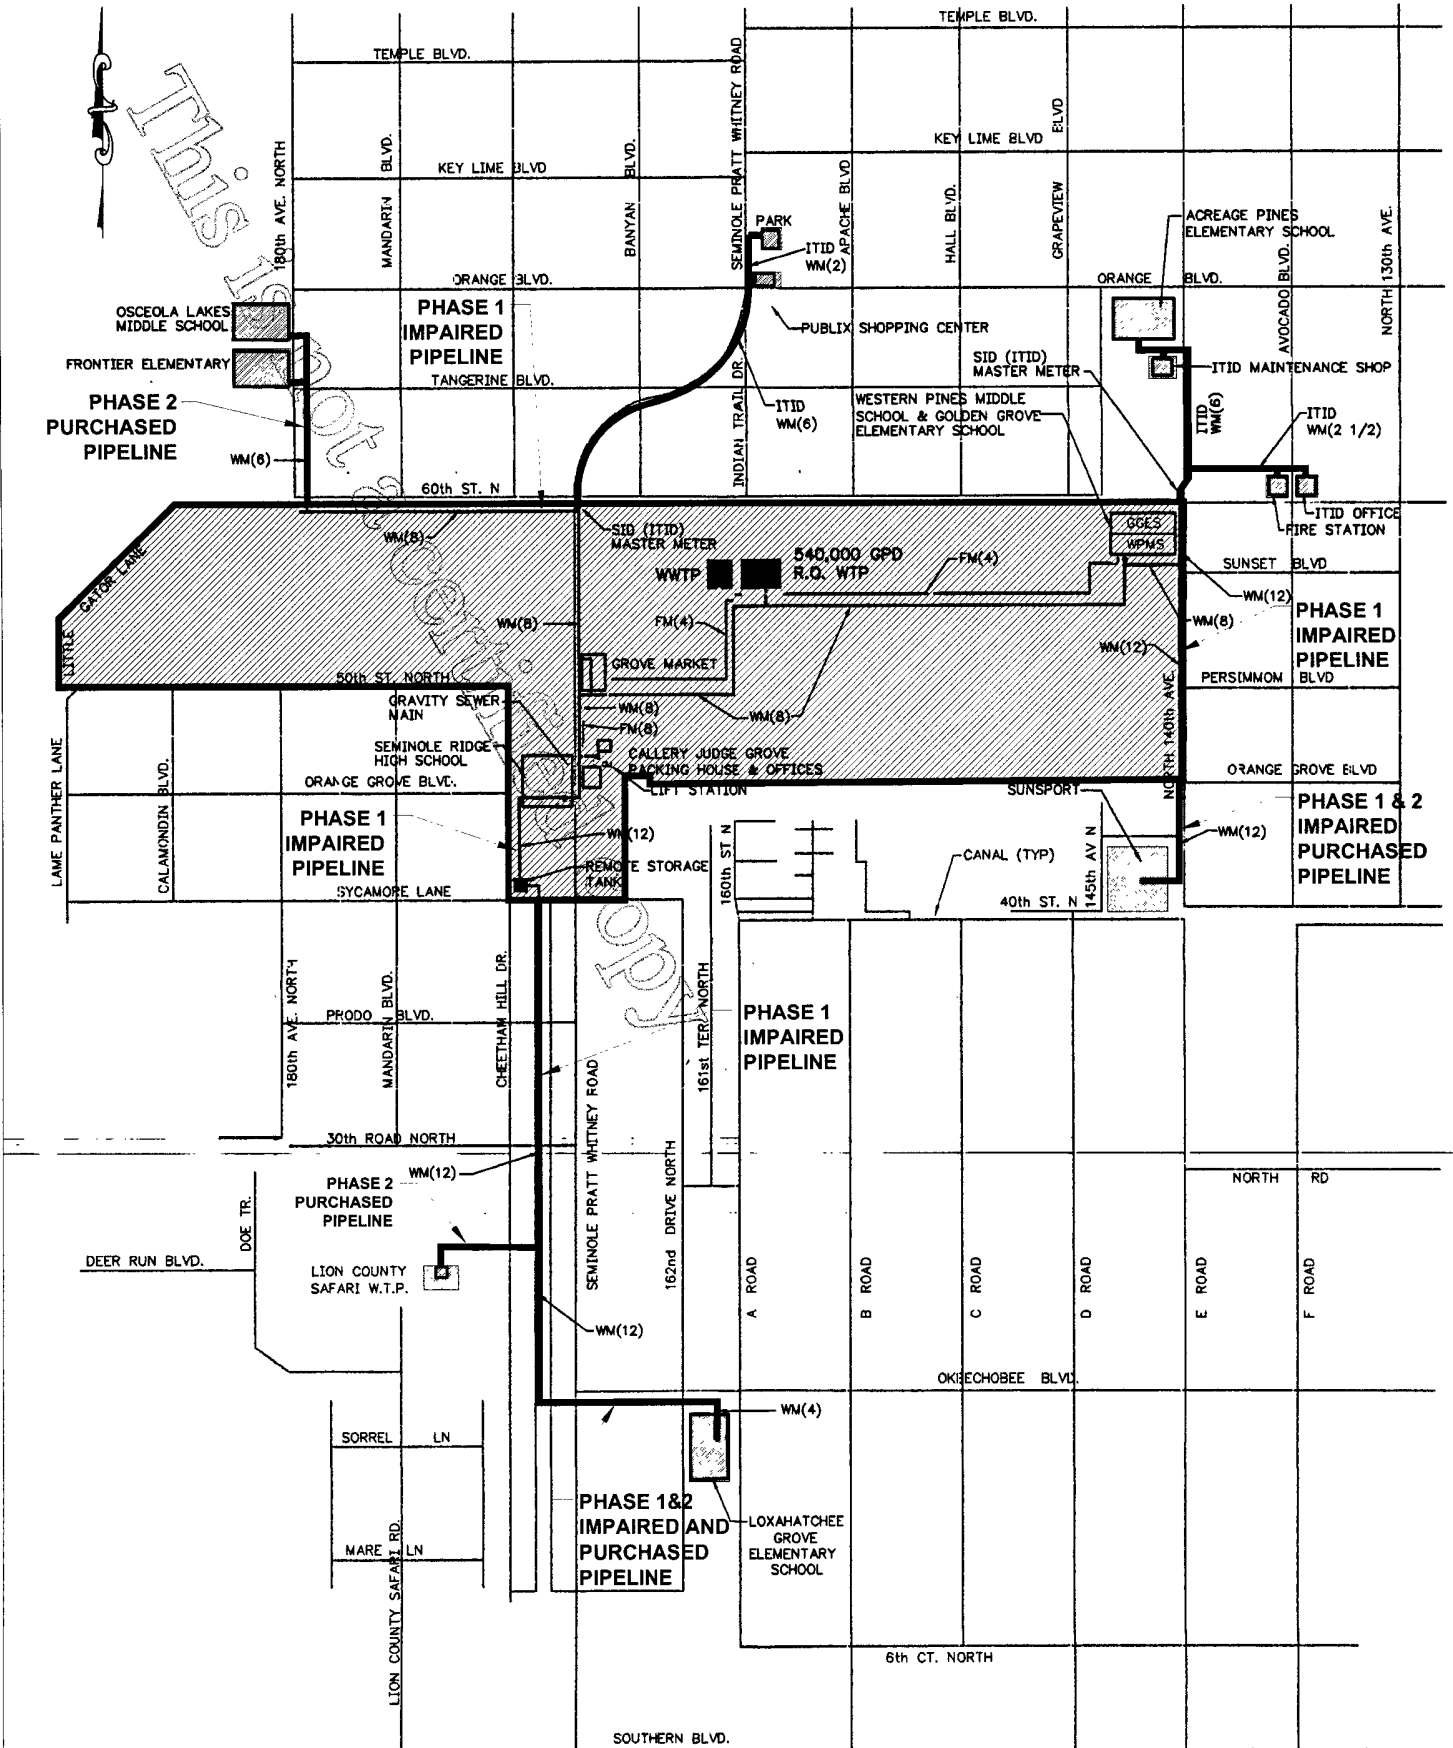 TEMPLE BLVD.
TEMPLE BLVD.
180th AVE. NORTH
MANDARIN BLVD.
BANYAN BLVD.
SEMINOLE PRATT WHITNEY ROAD
APACHE BLVD
HALL BLVD.
GRAPEVIEW BLVD
AVOCADO BLVD.
NORTH 130th AVE.
KEY LIME BLVD
KEY LIME BLVD
PARK
ITID
WM(2)
ACREAGE PINES
ELEMENTARY SCHOOL
ORANGE BLVD.
ORANGE BLVD.
OSCEOLA LAKES
MIDDLE SCHOOL
PHASE 1
IMPAIRED
PIPELINE
PUBLIX SHOPPING CENTER
FRONTIER ELEMENTARY
TANGERINE BLVD.
INDIAN TRAIL DR.
SID (ITID)
MASTER METER
ITID MAINTENANCE SHOP
PHASE 2
PURCHASED
PIPELINE
ITID
WM(6)
WESTERN PINES MIDDLE
SCHOOL & GOLDEN GROVE
ELEMENTARY SCHOOL
ITID
WM(6)
ITID
WM(2 1/2)
WM(6)
60th ST. N
ITID OFFICE
FIRE STATION
WM(8)
SID (ITID)
MASTER METER
GGES
WPMS
WWTP
540,000 GPD
R.O. WTP
FM(4)
SUNSET BLVD
LITTLE GATOR LANE
WM(12)
WM(8)
FM(4)
WM(8)
PHASE 1
IMPAIRED
PIPELINE
WM(12)
GROVE MARKET
50th ST. NORTH
PERSIMMOM BLVD
GRAVITY SEWER
MAIN
WM(8)
WM(8)
FM(8)
NORTH 140th AVE.
LAME PANTHER LANE
CALAMONDIN BLVD.
SEMINOLE RIDGE
HIGH SCHOOL
CALLERY JUDGE GROVE
PACKING HOUSE & OFFICES
ORANGE GROVE BLVD.
LIFT STATION
SUNSPORT
ORANGE GROVE BLVD
PHASE 1
IMPAIRED
PIPELINE
WM(12)
PHASE 1 & 2
IMPAIRED
PURCHASED
PIPELINE
WM(12)
160th ST N
CANAL (TYP)
145th AV N
REMOTE STORAGE
TANK
SYCAMORE LANE
40th ST. N
180th AVE. NORTH
MANDARIN BLVD.
CHEETHAM HILL DR.
PRODO BLVD.
161st TER. NORTH
PHASE 1
IMPAIRED
PIPELINE
SEMINOLE PRATT WHITNEY ROAD
30th ROAD NORTH
WM(12)
162nd DRIVE NORTH
NORTH RD
PHASE 2
PURCHASED
PIPELINE
DOE TR.
DEER RUN BLVD.
LION COUNTY
SAFARI W.T.P.
A ROAD
B ROAD
C ROAD
D ROAD
E ROAD
F ROAD
WM(12)
OKEECHOBEE BLVD.
WM(4)
SORREL LN
PHASE 1&2
IMPAIRED AND
PURCHASED
PIPELINE
LOXAHATCHEE
GROVE
ELEMENTARY
SCHOOL
MARE LN
LION COUNTY SAFARI RD.
6th CT. NORTH
SOUTHERN BLVD.
This is not a certified copy